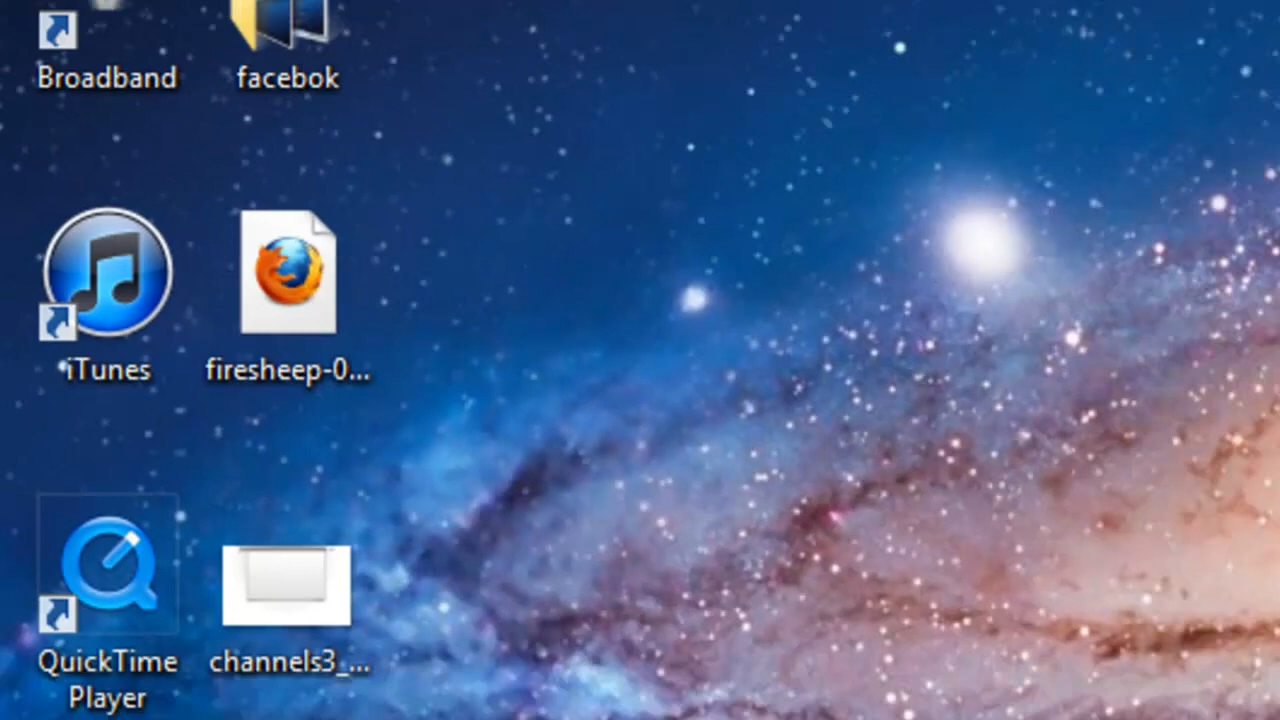 Broadband
facebok
iTunes
firesheep-0...
QuickTime
Player
channels3_...